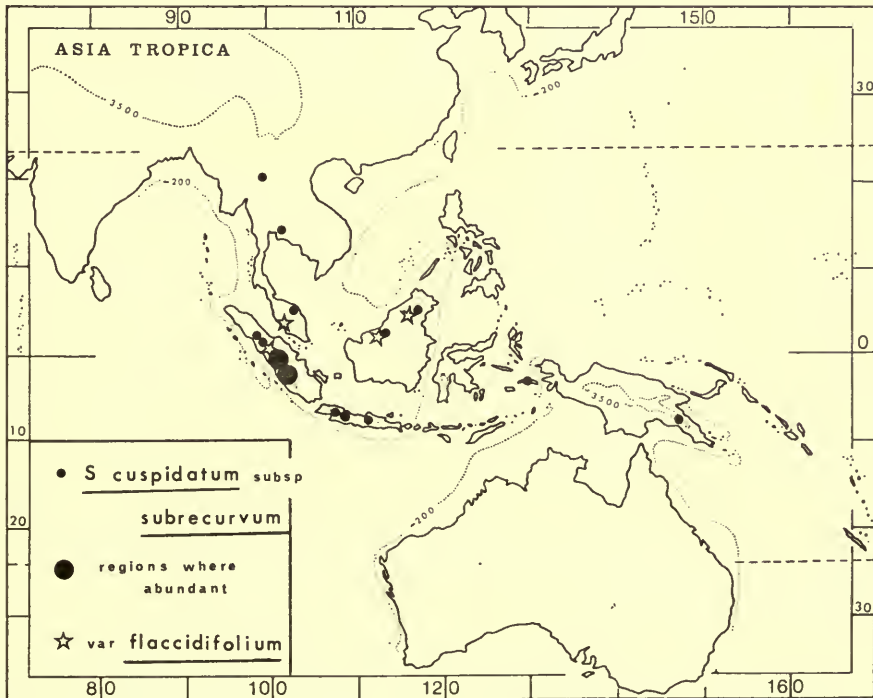 90 110 150
ASIA TROPICA
3500
-200
30
-200
-200
0
3500
10
-200
S cuspidatum subsp
subrecurvum
20
regions where
abundant
30
var flaccidifolium
80 100 120 160